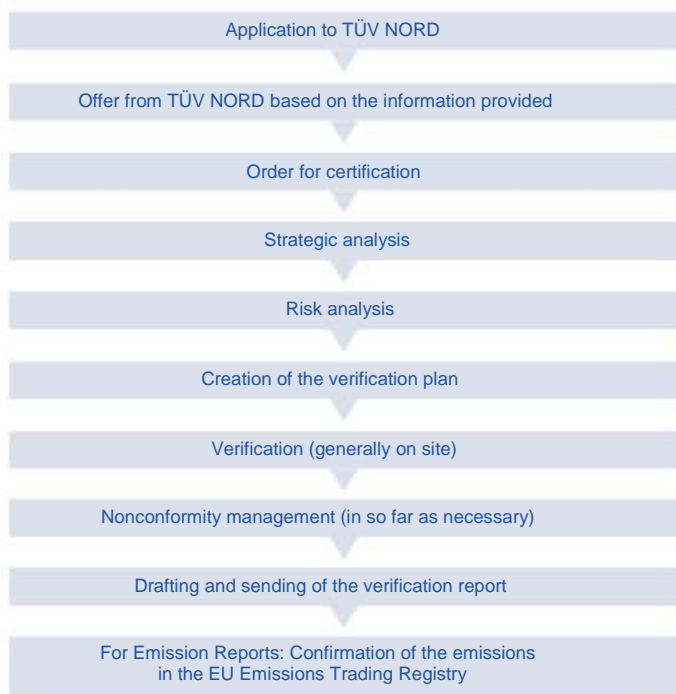 Application to TÜV NORD
Offer from TÜV NORD based on the information provided
Order for certification
Strategic analysis
Risk analysis
Creation of the verification plan
Verification (generally on site)
Nonconformity management (in so far as necessary)
Drafting and sending of the verification report
For Emission Reports: Confirmation of the emissions
in the EU Emissions Trading Registry